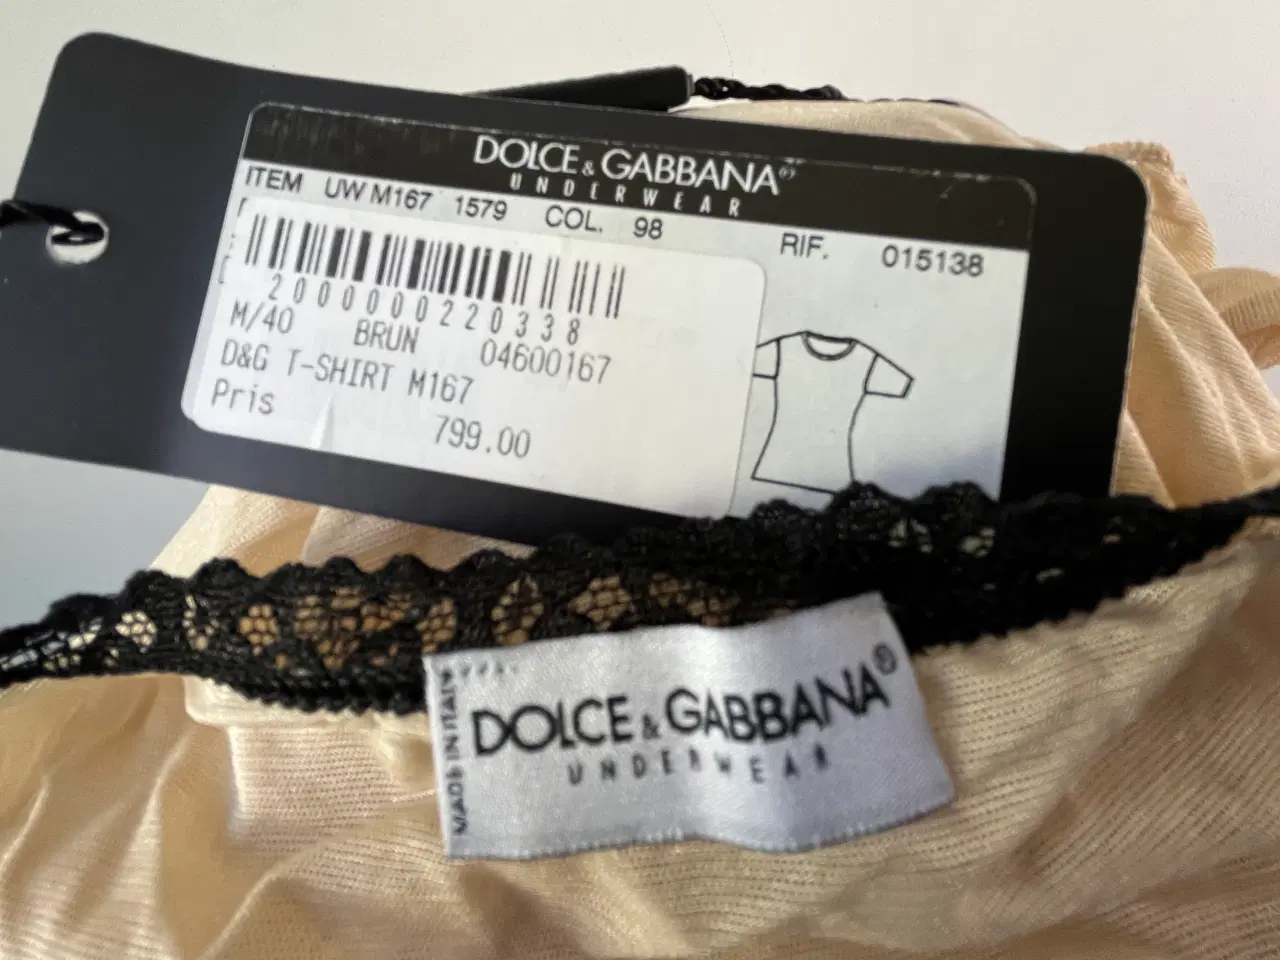 DOLCE & GABBANA®
UNDERWEAR
ITEM UW M167 1579 COL. 98 RIF. 015138
2000000220338
M/40 BRUN 04600167
D&G T-SHIRT M167
Pris 799.00
DOLCE & GABBANA®
UNDERWEAR
MADE IN ITALY